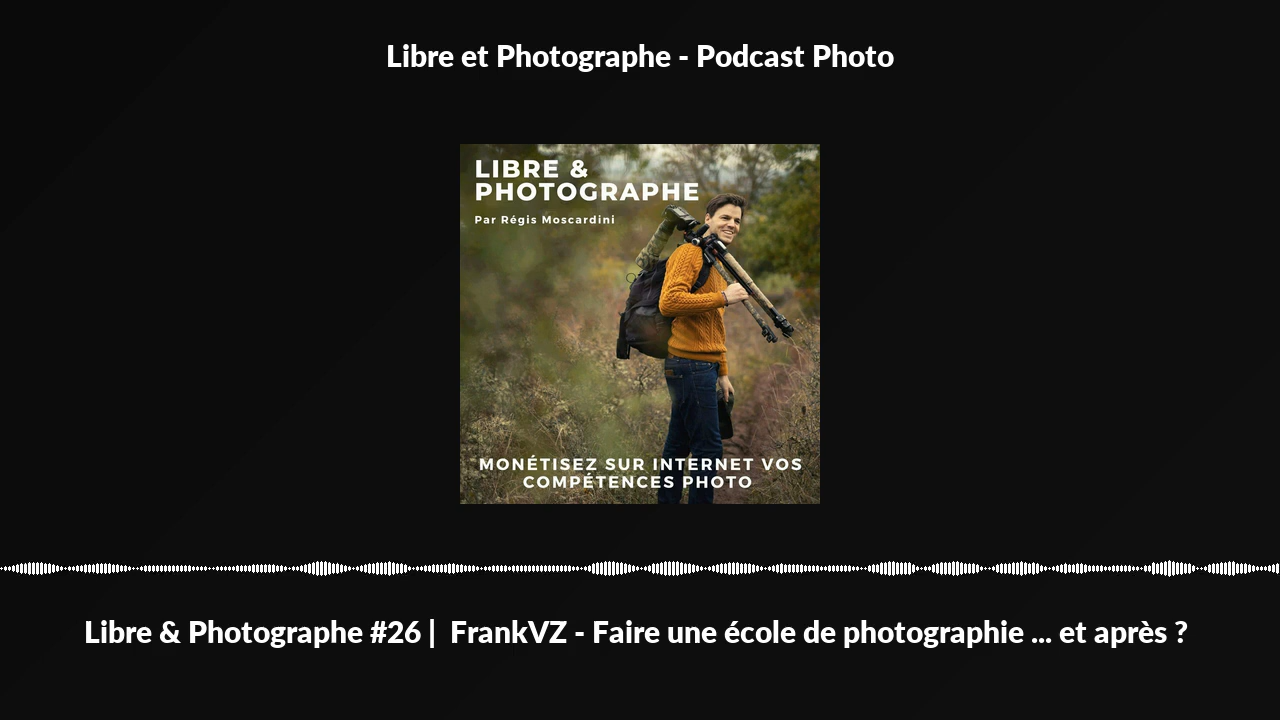 Libre et Photographe - Podcast Photo
LIBRE &
PHOTOGRAPHE
Par Régis Moscardini
MONÉTISEZ SUR INTERNET VOS
COMPÉTENCES PHOTO
Libre & Photographe #26 | FrankVZ - Faire une école de photographie ... et après ?